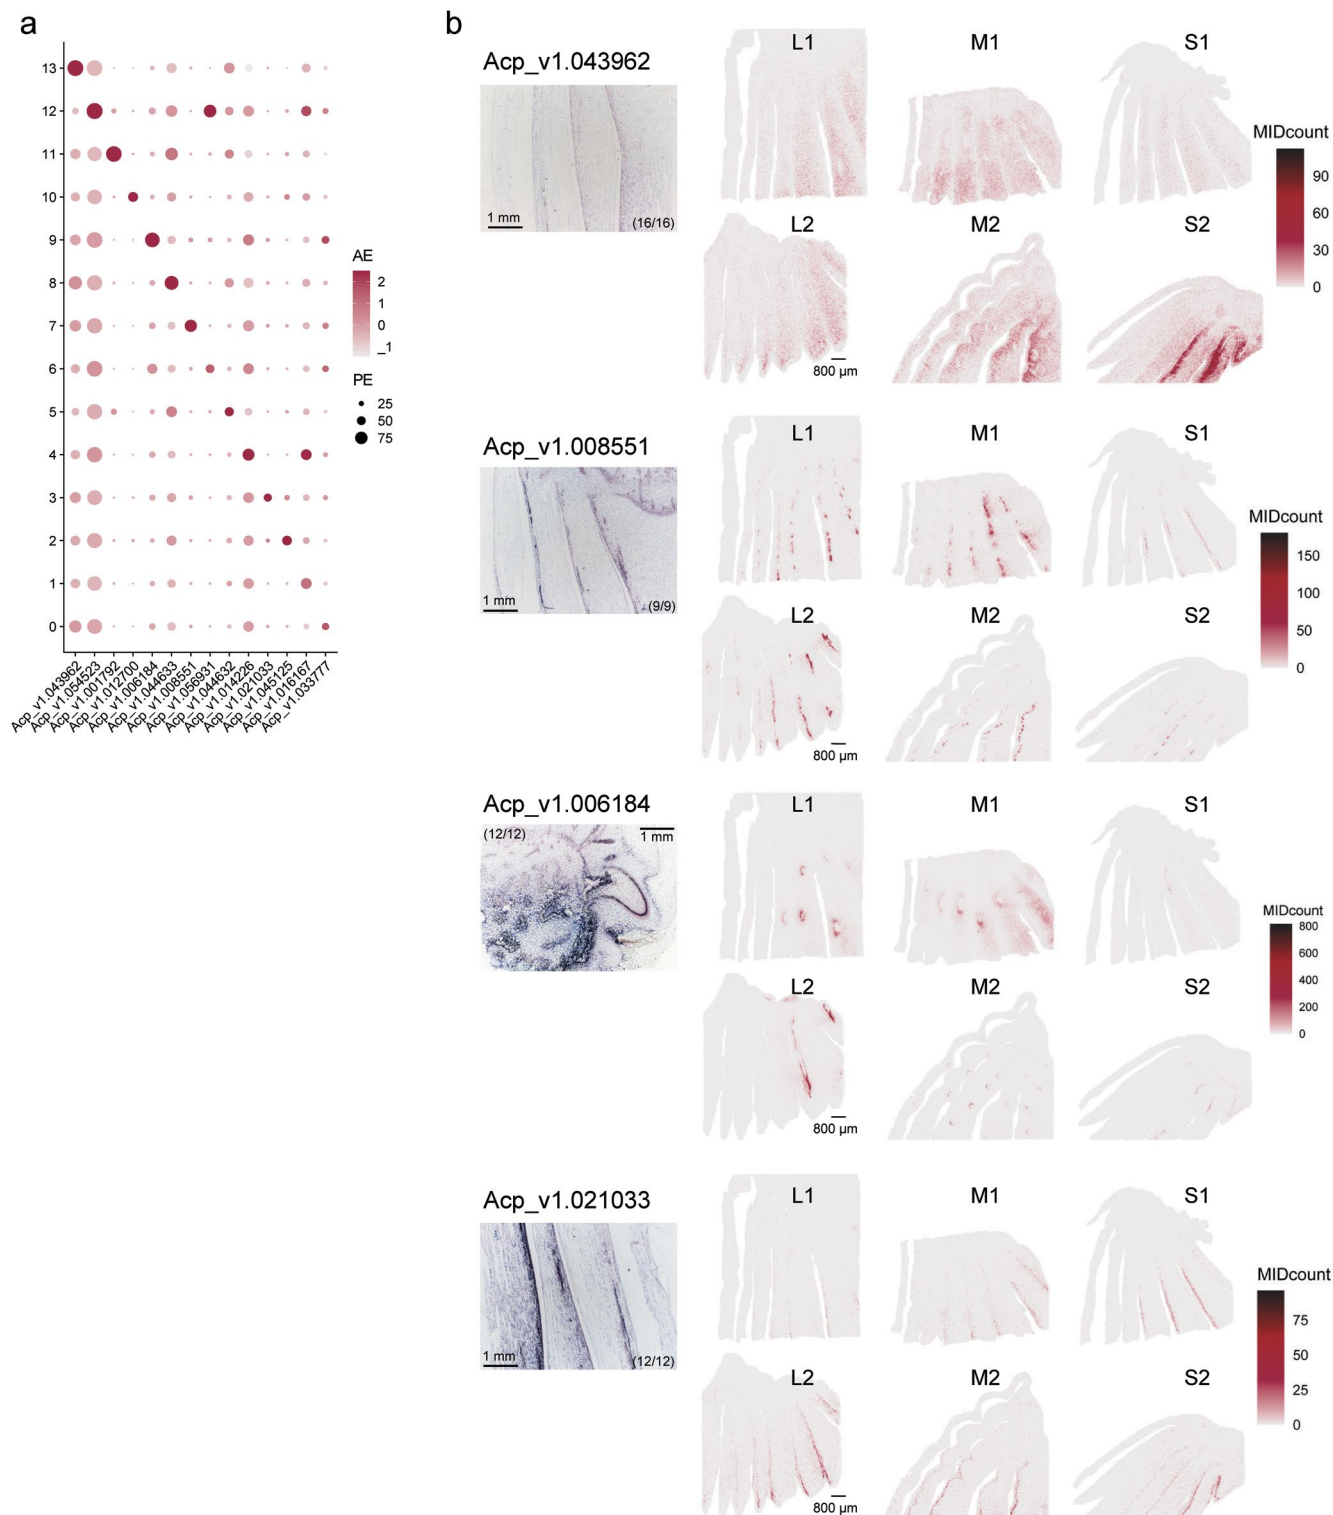 a
13
12
11
10
9
8
7
6
5
4
3
2
1
0
Acp_v1.043962
Acp_v1.054523
Acp_v1.001792
Acp_v1.012700
Acp_v1.006184
Acp_v1.044633
Acp_v1.008551
Acp_v1.056931
Acp_v1.044632
Acp_v1.014226
Acp_v1.021033
Acp_v1.045125
Acp_v1.016167
Acp_v1.033777
AE
2
1
0
_1
PE
25
50
75
b
Acp_v1.043962
1 mm
(16/16)
L1
M1
S1
L2
M2
S2
800 µm
MIDcount
90
60
30
0
Acp_v1.008551
1 mm
(9/9)
L1
M1
S1
L2
M2
S2
800 µm
MIDcount
150
100
50
0
Acp_v1.006184
(12/12)
1 mm
L1
M1
S1
L2
M2
S2
800 µm
MIDcount
800
600
400
200
0
Acp_v1.021033
1 mm
(12/12)
L1
M1
S1
L2
M2
S2
800 µm
MIDcount
75
50
25
0